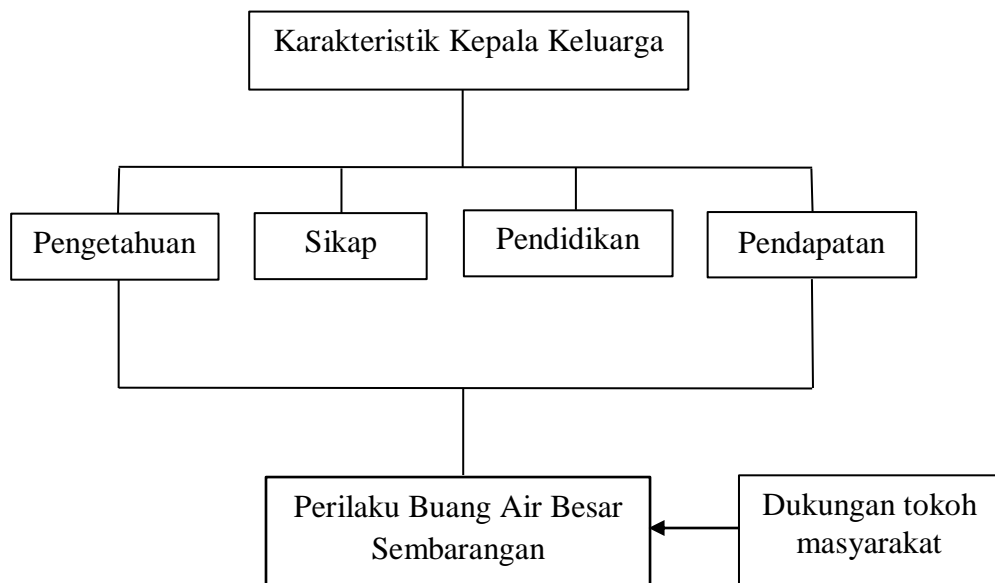 Karakteristik Kepala Keluarga
Pengetahuan
Sikap
Pendidikan
Pendapatan
Perilaku Buang Air Besar
Sembarangan
Dukungan tokoh
masyarakat